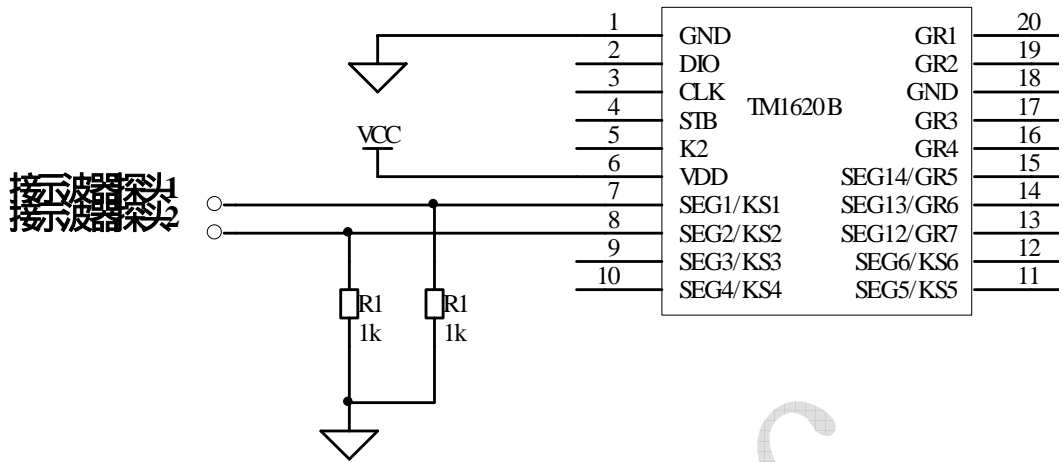 接示波器探头1
接示波器探头2
VCC
R1
1k
R1
1k
TM1620B
1 GND
2 DIO
3 CLK
4 STB
5 K2
6 VDD
7 SEG1/KS1
8 SEG2/KS2
9 SEG3/KS3
10 SEG4/KS4
GR1 20
GR2 19
GND 18
GR3 17
GR4 16
SEG14/GR5 15
SEG13/GR6 14
SEG12/GR7 13
SEG6/KS6 12
SEG5/KS5 11